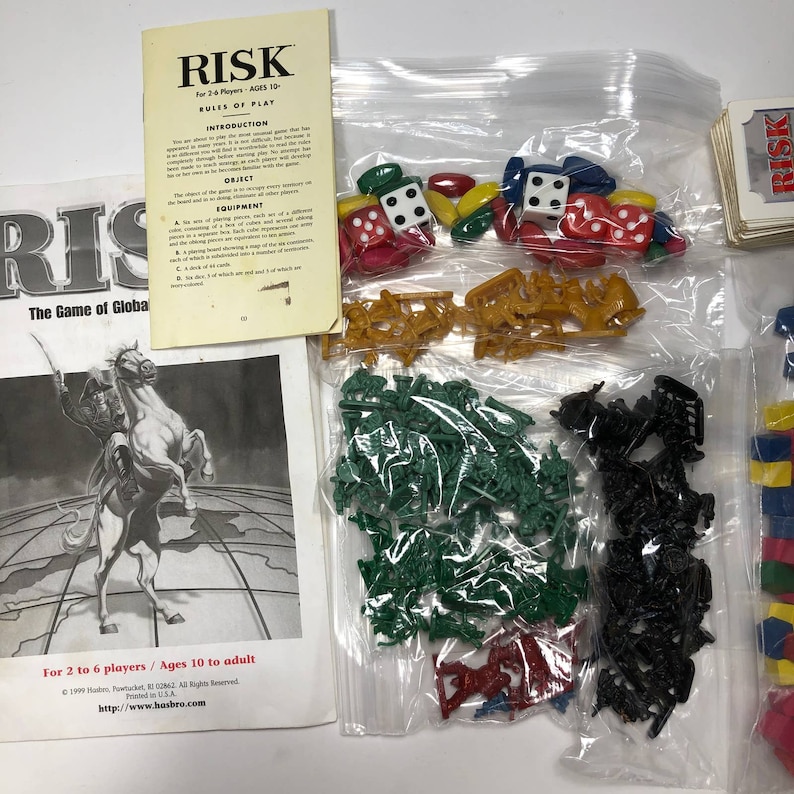 RISK
For 2-6 Players - AGES 10+
RULES OF PLAY
INTRODUCTION
You are about to play the most unusual game that has
appeared in many years. It is not difficult, but because it
is so different you will find it worthwhile to read the rules
completely through before starting play. No attempt has
been made to teach strategy, as each player will develop
his or her own as he becomes familiar with the game.
OBJECT
The object of the game is to occupy every territory on
the board and in so doing, eliminate all other players.
EQUIPMENT
A. Six sets of playing pieces, each set of a different
color, consisting of a box of cubes and several oblong
pieces in a separate box. Each cube represents one army
and the oblong pieces are equivalent to ten armies.
B. A playing board showing a map of the six continents,
each of which is subdivided into a number of territories.
C. A deck of 44 cards.
D. Six dice, 3 of which are red and 3 of which are
ivory-colored.
(1)
RIS
The Game of Global
For 2 to 6 players / Ages 10 to adult
© 1999 Hasbro, Pawtucket, RI 02862. All Rights Reserved.
Printed in U.S.A.
http://www.hasbro.com
RISK